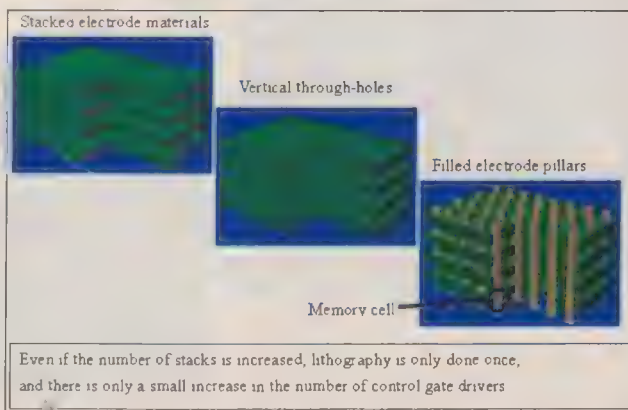 Stacked electrode materials
Vertical through-holes
Filled electrode pillars
Memory cell
Even if the number of stacks is increased, lithography is only done once,
and there is only a small increase in the number of control gate drivers